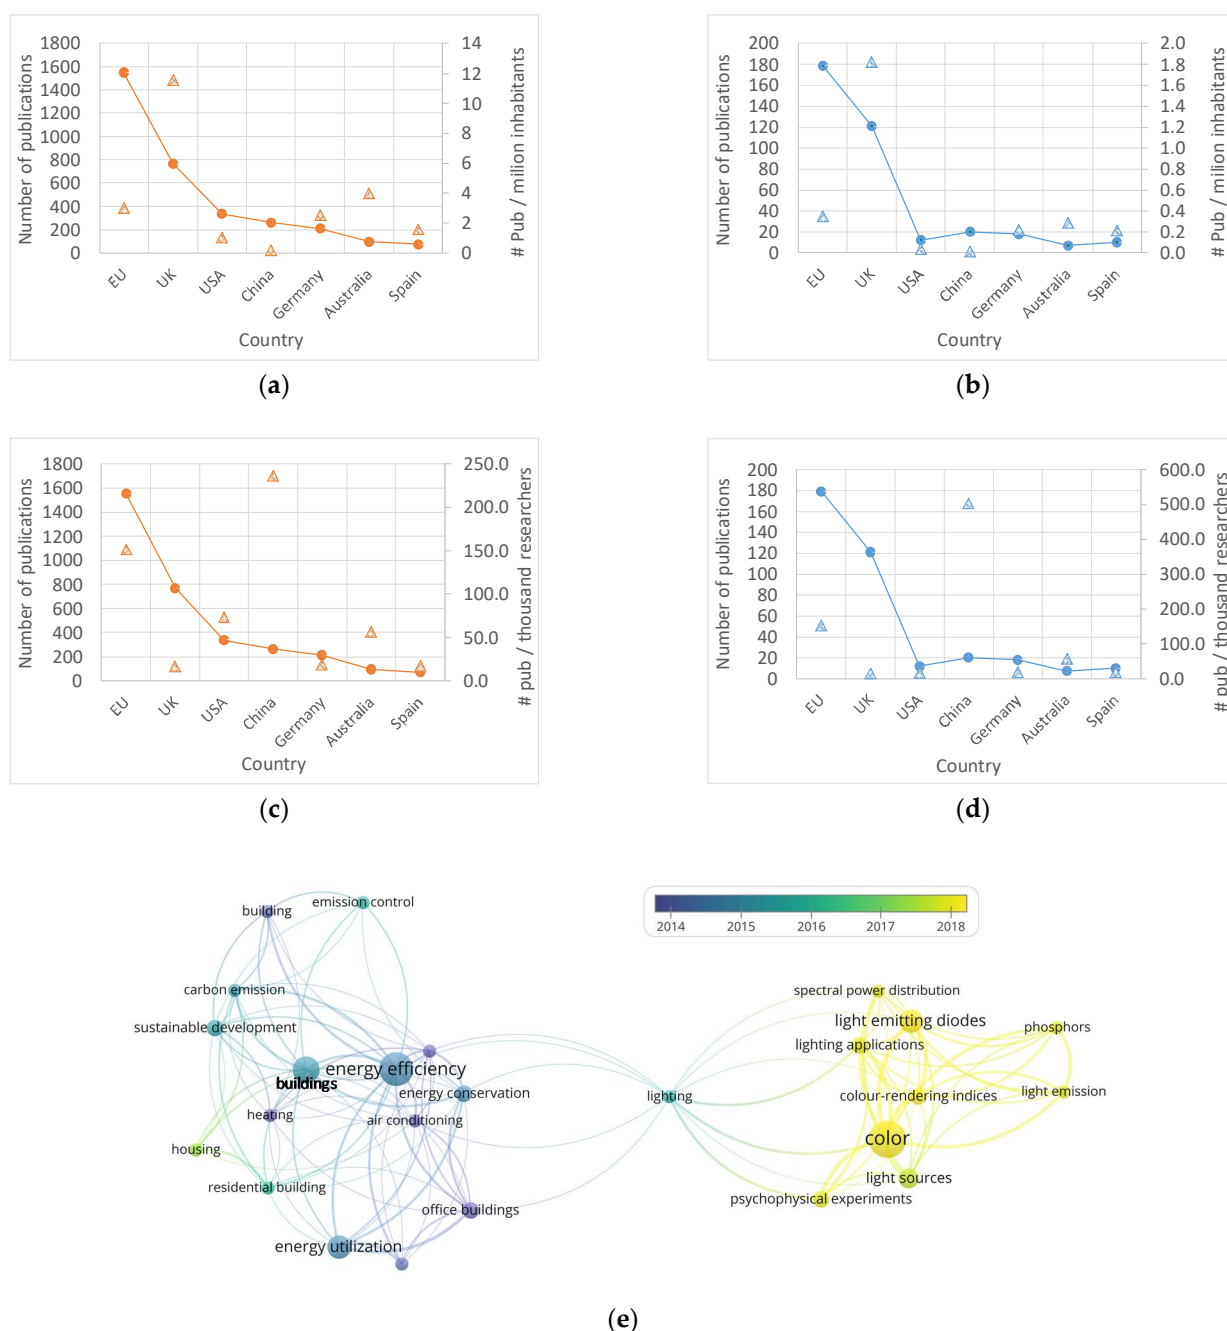 1800
1600
1400
1200
1000
800
600
400
200
0
Number of publications
14
12
10
8
6
4
2
0
# Pub / milion inhabitants
EU
UK
USA
China
Germany
Australia
Spain
Country
(a)
200
180
160
140
120
100
80
60
40
20
0
Number of publications
2.0
1.8
1.6
1.4
1.2
1.0
0.8
0.6
0.4
0.2
0.0
# Pub / milion inhabitants
EU
UK
USA
China
Germany
Australia
Spain
Country
(b)
1800
1600
1400
1200
1000
800
600
400
200
0
Number of publications
250.0
200.0
150.0
100.0
50.0
0.0
# pub / thousand researchers
EU
UK
USA
China
Germany
Australia
Spain
Country
(c)
200
180
160
140
120
100
80
60
40
20
0
Number of publications
600.0
500.0
400.0
300.0
200.0
100.0
0.0
# pub / thousand researchers
EU
UK
USA
China
Germany
Australia
Spain
Country
(d)
2014 2015 2016 2017 2018
emission control
building
carbon emission
sustainable development
energy efficiency
buildings
energy conservation
heating
air conditioning
housing
residential building
office buildings
energy utilization
lighting
spectral power distribution
light emitting diodes
phosphors
lighting applications
colour-rendering indices
light emission
color
light sources
psychophysical experiments
(e)